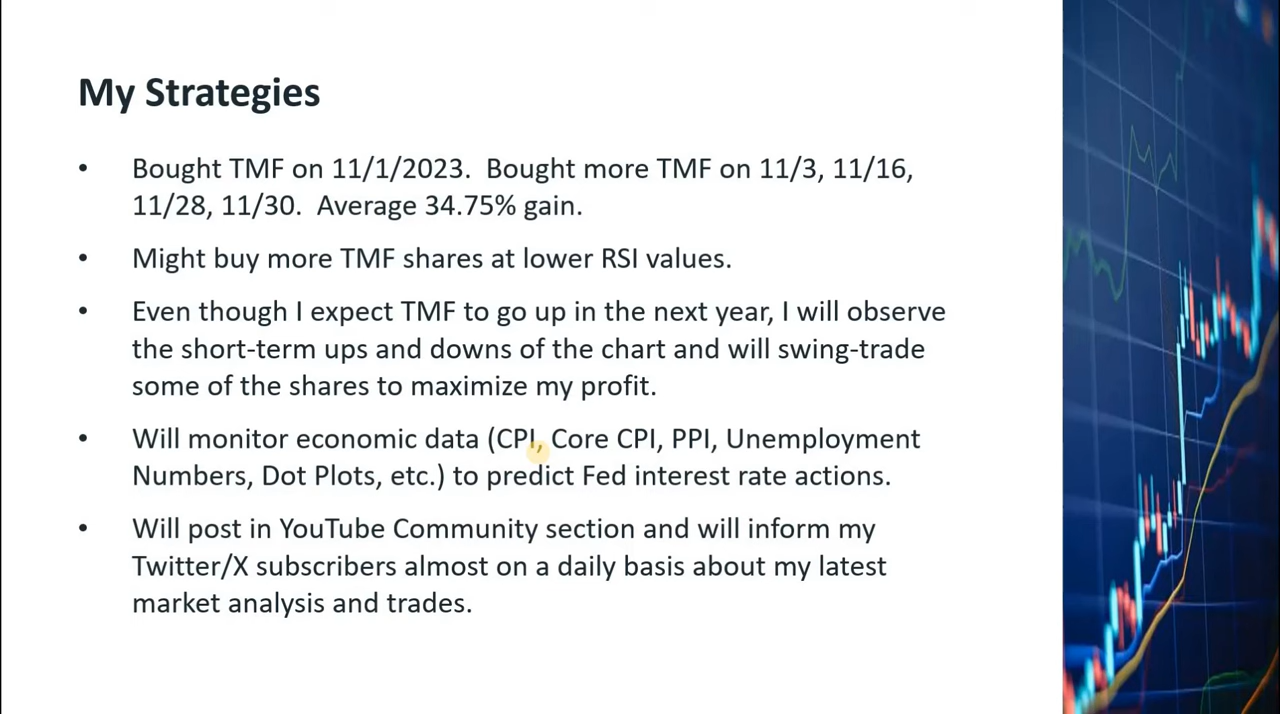 My Strategies
• Bought TMF on 11/1/2023.  Bought more TMF on 11/3, 11/16,
11/28, 11/30.  Average 34.75% gain.
• Might buy more TMF shares at lower RSI values.
• Even though I expect TMF to go up in the next year, I will observe
the short-term ups and downs of the chart and will swing-trade
some of the shares to maximize my profit.
• Will monitor economic data (CPI, Core CPI, PPI, Unemployment
Numbers, Dot Plots, etc.) to predict Fed interest rate actions.
• Will post in YouTube Community section and will inform my
Twitter/X subscribers almost on a daily basis about my latest
market analysis and trades.